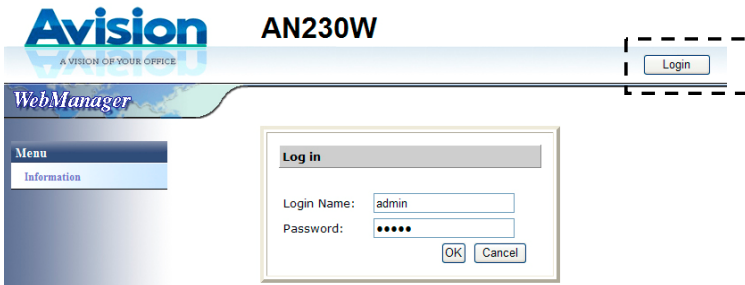 Avision
A VISION OF YOUR OFFICE
AN230W
Login
WebManager
Menu
Information
Log in
Login Name: admin
Password: •••••
OK Cancel